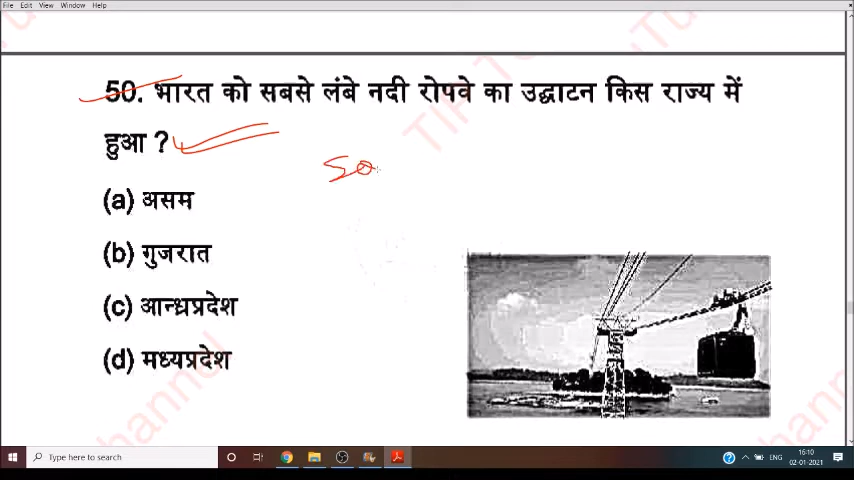 File Edit View Window Help
50. भारत को सबसे लंबे नदी रोपवे का उद्घाटन किस राज्य में
हुआ ?
50
(a) असम
(b) गुजरात
(c) आन्ध्रप्रदेश
(d) मध्यप्रदेश
Type here to search
ENG
16:10
02-01-2021